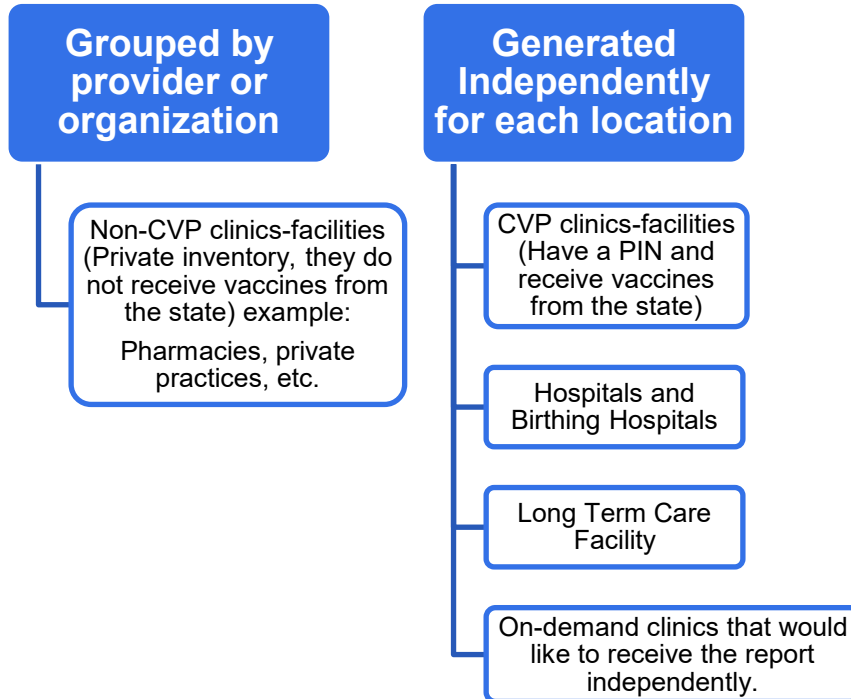 Grouped by
provider or
organization
Non-CVP clinics-facilities
(Private inventory, they do
not receive vaccines from
the state) example:
Pharmacies, private
practices, etc.
Generated
Independently
for each location
CVP clinics-facilities
(Have a PIN and
receive vaccines
from the state)
Hospitals and
Birthing Hospitals
Long Term Care
Facility
On-demand clinics that would
like to receive the report
independently.